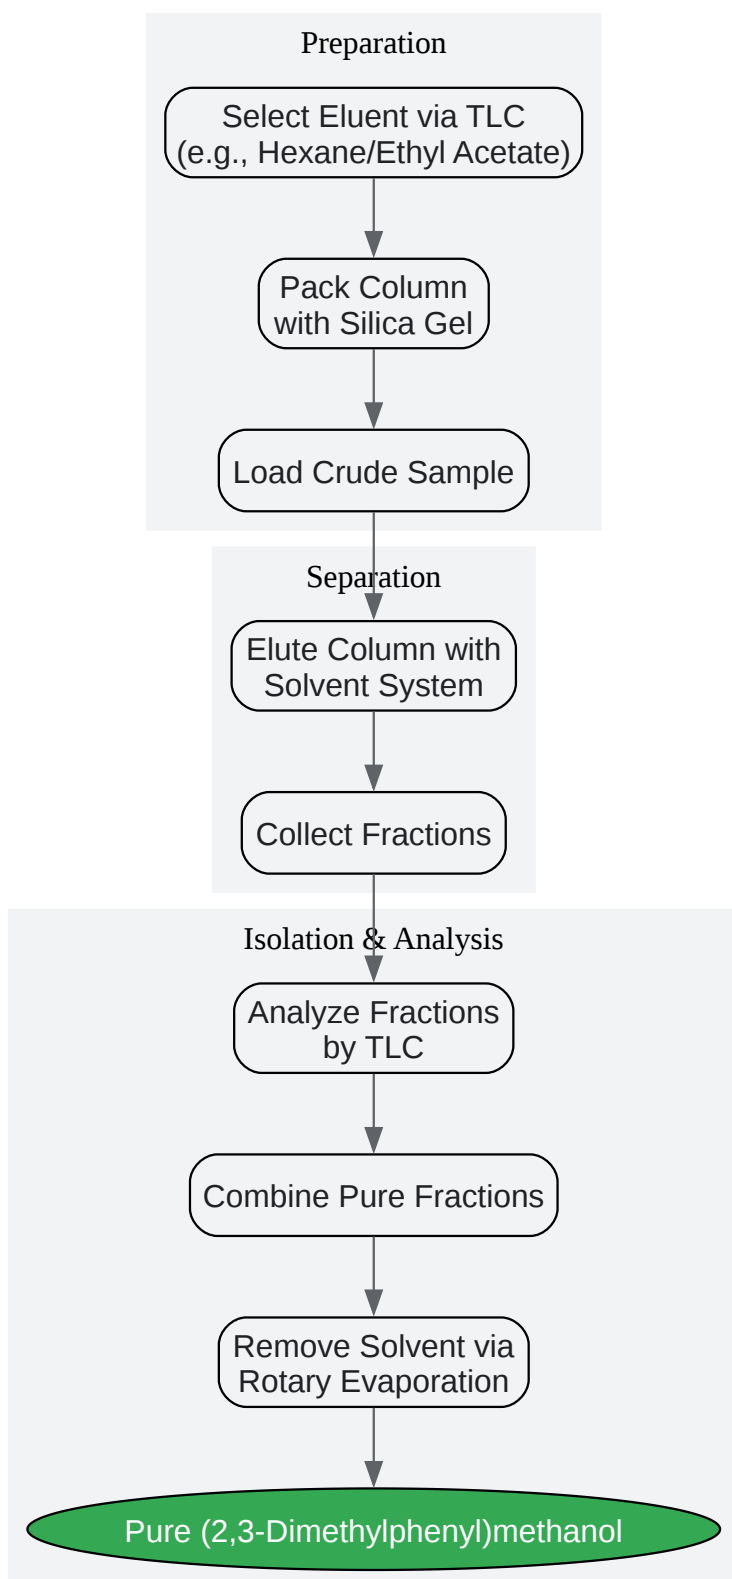 Preparation
Select Eluent via TLC
(e.g., Hexane/Ethyl Acetate)
Pack Column
with Silica Gel
Load Crude Sample
Separation
Elute Column with
Solvent System
Collect Fractions
Isolation & Analysis
Analyze Fractions
by TLC
Combine Pure Fractions
Remove Solvent via
Rotary Evaporation
Pure (2,3-Dimethylphenyl)methanol